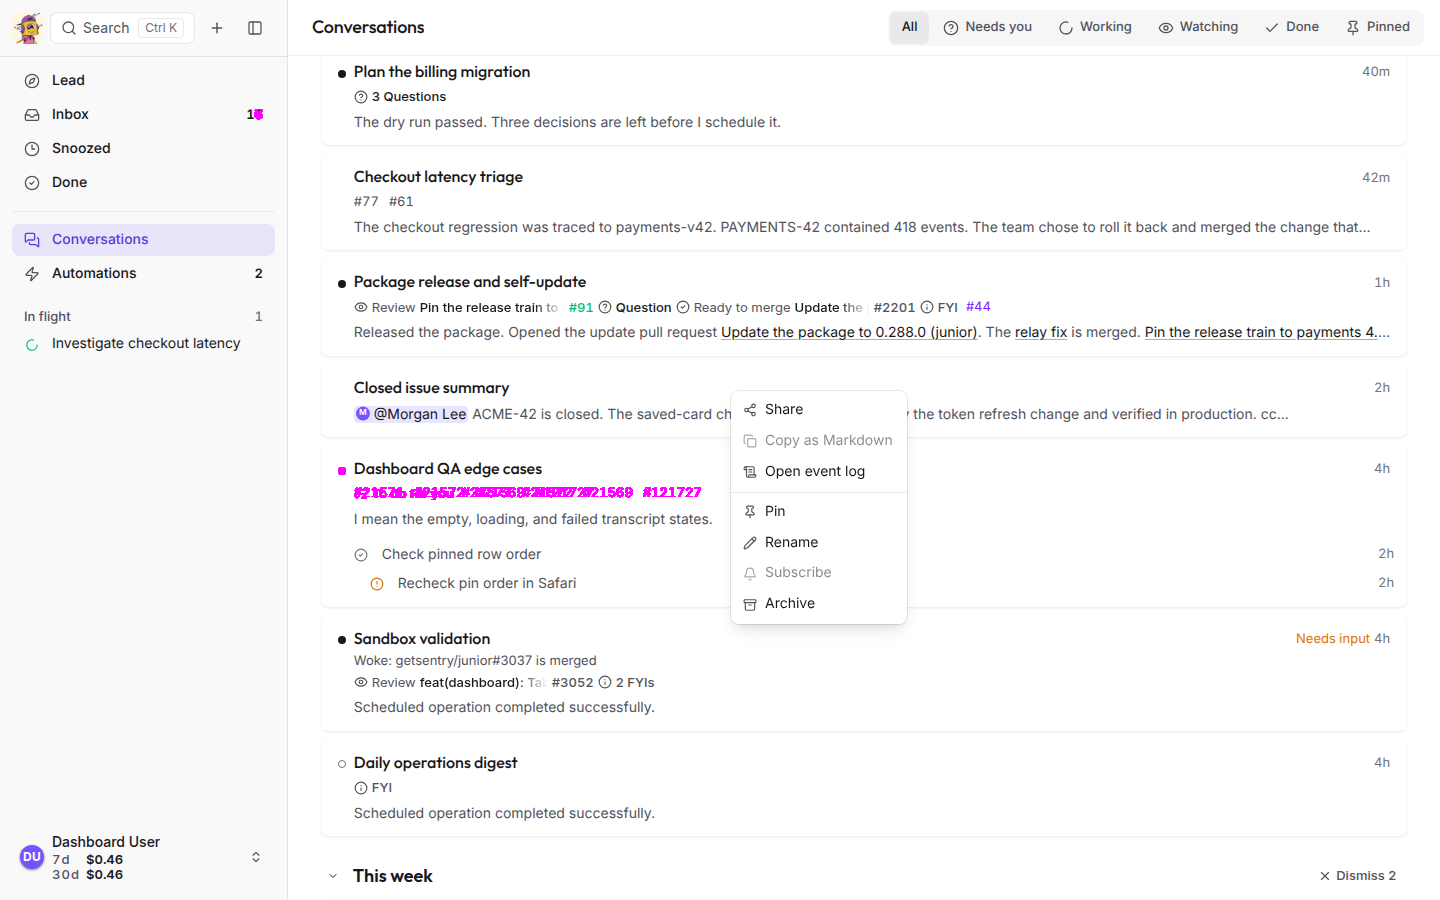 Search Ctrl K
Conversations
All
Needs you
Working
Watching
Done
Pinned
Lead
Inbox
Snoozed
Done
Conversations
Automations 2
In flight 1
Investigate checkout latency
Plan the billing migration 40m
3 Questions
The dry run passed. Three decisions are left before I schedule it.
Checkout latency triage 42m
#77 #61
The checkout regression was traced to payments-v42. PAYMENTS-42 contained 418 events. The team chose to roll it back and merged the change that...
Package release and self-update 1h
Review Pin the release train to #91 Question Ready to merge Update the #2201 FYI #44
Released the package. Opened the update pull request Update the package to 0.288.0 (junior). The relay fix is merged. Pin the release train to payments 4....
Closed issue summary 2h
M @Morgan Lee ACME-42 is closed. The saved-card ch the token refresh change and verified in production. cc...
Share
Copy as Markdown
Open event log
Pin
Rename
Subscribe
Archive
Dashboard QA edge cases 4h
#121727
I mean the empty, loading, and failed transcript states.
Check pinned row order 2h
Recheck pin order in Safari 2h
Sandbox validation Needs input 4h
Woke: getsentry/junior#3037 is merged
Review feat(dashboard): Ta #3052 2 FYIs
Scheduled operation completed successfully.
Daily operations digest 4h
FYI
Scheduled operation completed successfully.
This week Dismiss 2
DU Dashboard User
7d $0.46
30d $0.46